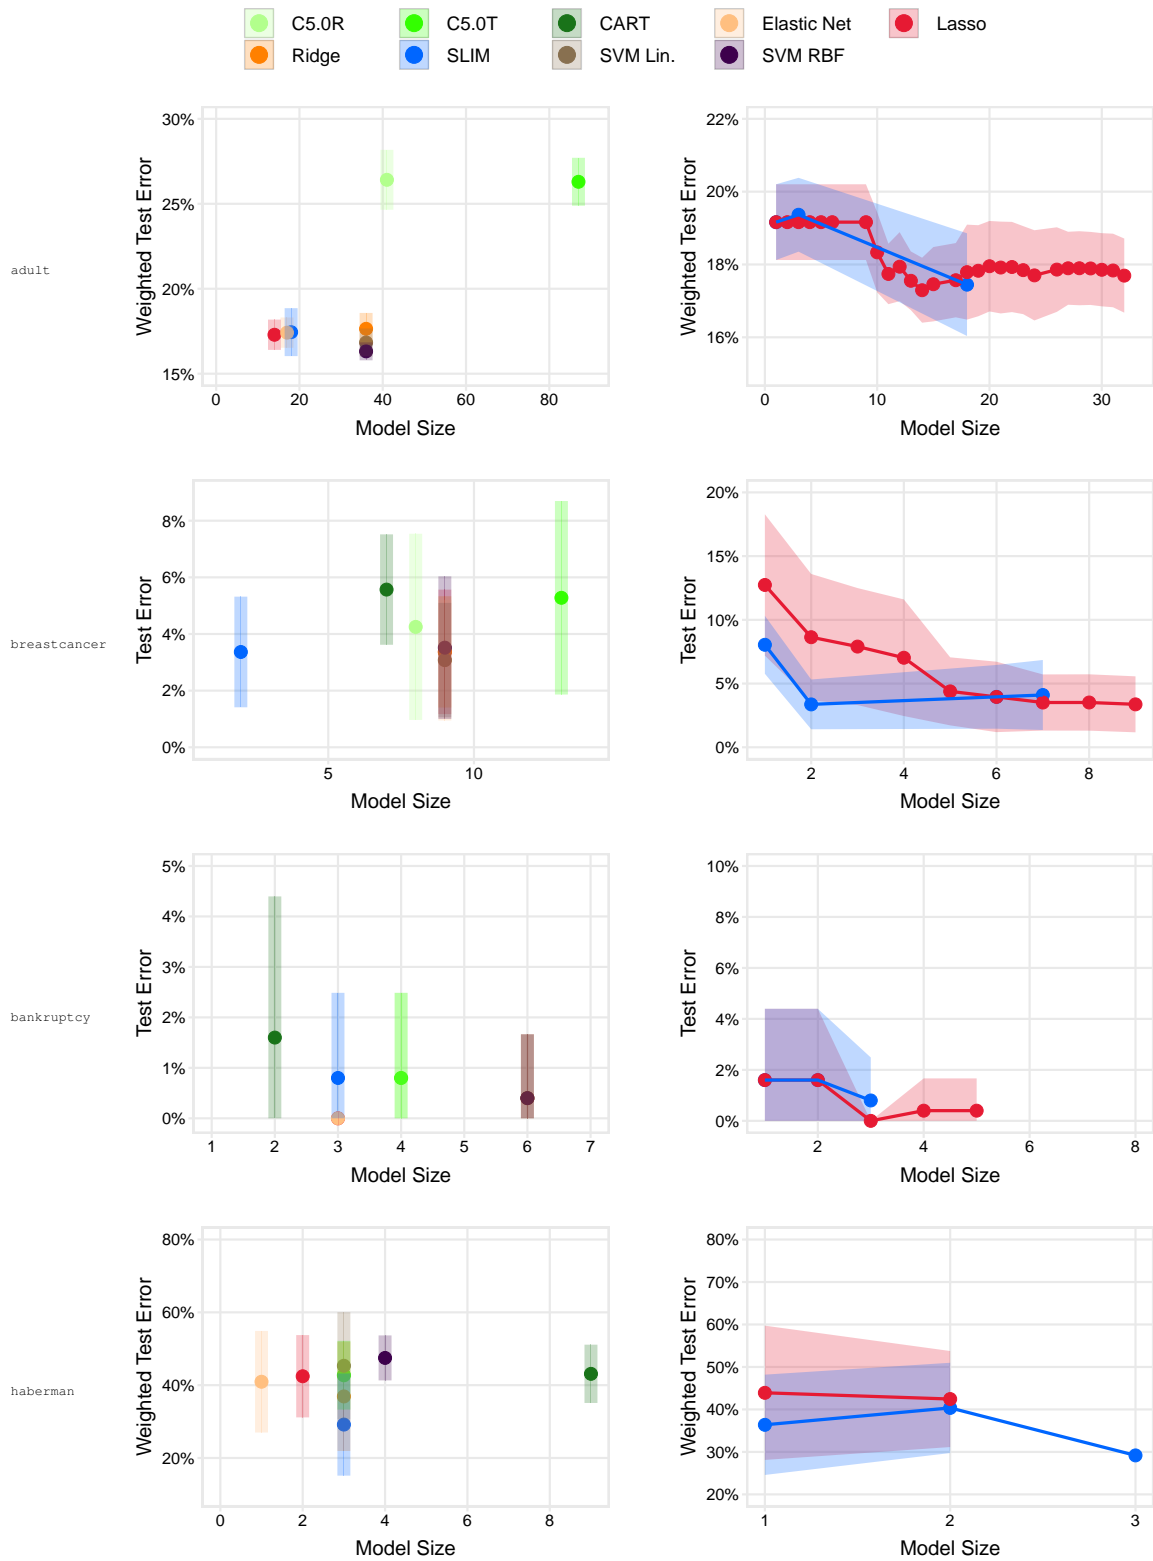 C5.0R C5.0T CART Elastic Net Lasso
Ridge SLIM SVM Lin. SVM RBF
adult
Weighted Test Error
30%
25%
20%
15%
0 20 40 60 80
Model Size
Weighted Test Error
22%
20%
18%
16%
0 10 20 30
Model Size
breastcancer
Test Error
8%
6%
4%
2%
0%
5 10
Model Size
Test Error
20%
15%
10%
5%
0%
2 4 6 8
Model Size
bankruptcy
Test Error
5%
4%
3%
2%
1%
0%
1 2 3 4 5 6 7
Model Size
Test Error
10%
8%
6%
4%
2%
0%
2 4 6 8
Model Size
haberman
Weighted Test Error
80%
60%
40%
20%
0 2 4 6 8
Model Size
Weighted Test Error
80%
70%
60%
50%
40%
30%
20%
1 2 3
Model Size